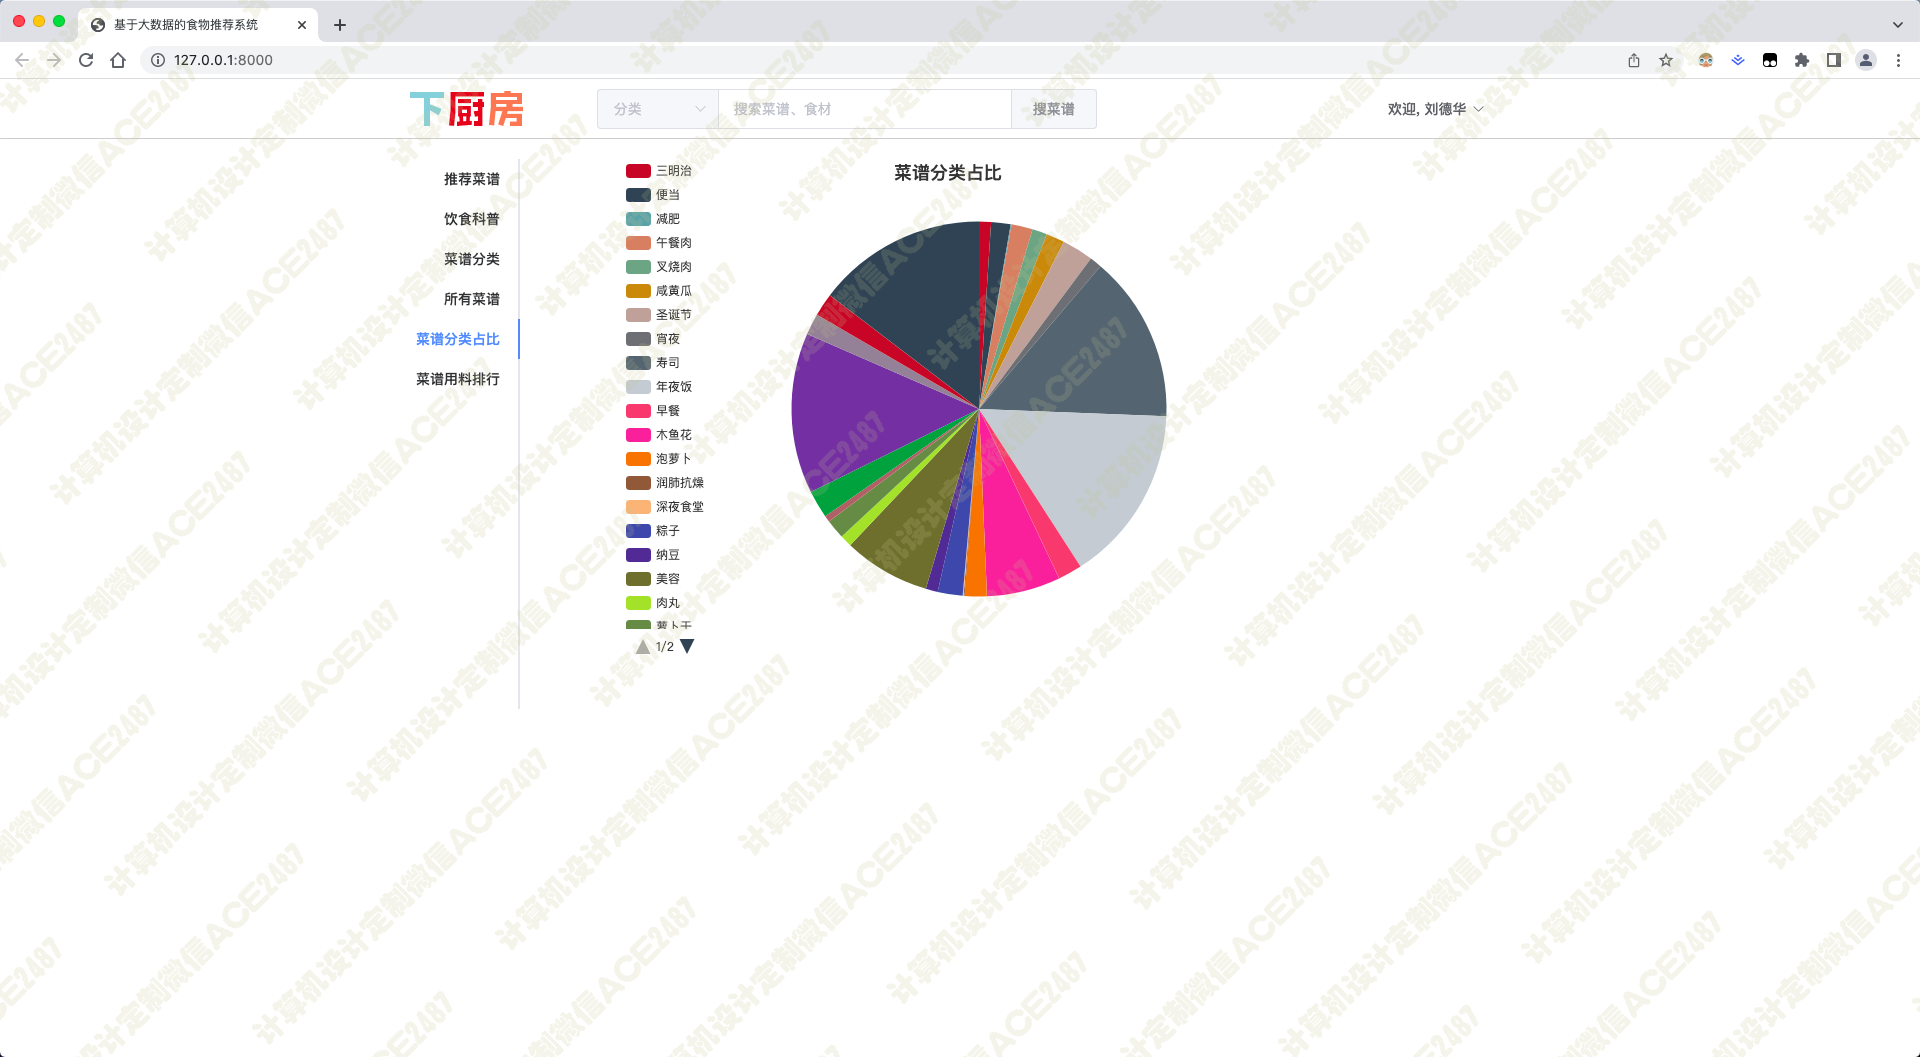 基于大数据的食物推荐系统
127.0.0.1:8000
下厨房
分类
搜索菜谱、食材
搜菜谱
欢迎, 刘德华
推荐菜谱
饮食科普
菜谱分类
所有菜谱
菜谱分类占比
菜谱用料排行
菜谱分类占比
三明治
便当
减肥
午餐肉
叉烧肉
咸黄瓜
圣诞节
宵夜
寿司
年夜饭
早餐
木鱼花
泡萝卜
润肺抗燥
深夜食堂
粽子
纳豆
美容
肉丸
萝卜干
1/2
计算机设计定制微信ACE2487